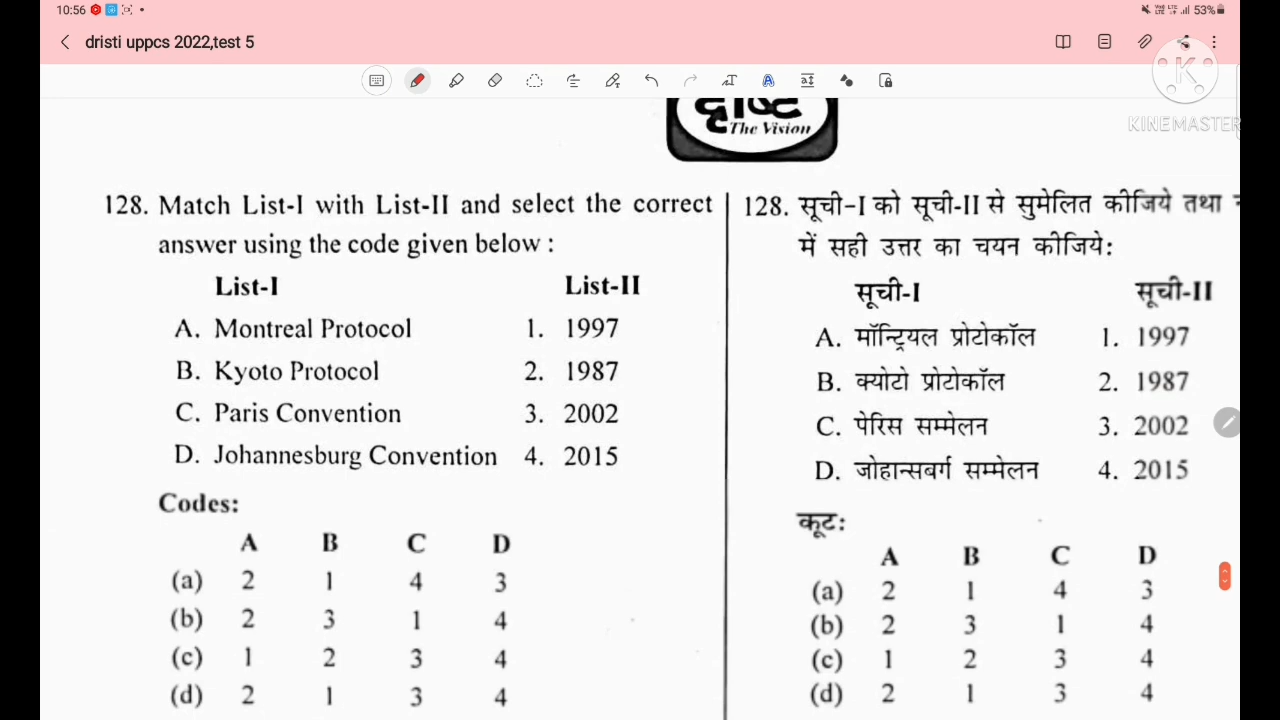 10:56
53%
dristi uppcs 2022,test 5
KINEMASTER
दृष्टि
The Vision
128. Match List-I with List-II and select the correct
answer using the code given below :
List-I List-II
A. Montreal Protocol 1. 1997
B. Kyoto Protocol 2. 1987
C. Paris Convention 3. 2002
D. Johannesburg Convention 4. 2015
Codes:
A B C D
(a) 2 1 4 3
(b) 2 3 1 4
(c) 1 2 3 4
(d) 2 1 3 4
128. सूची-I को सूची-II से सुमेलित कीजिये तथा
में सही उत्तर का चयन कीजिये:
सूची-I सूची-II
A. मॉन्ट्रियल प्रोटोकॉल 1. 1997
B. क्योटो प्रोटोकॉल 2. 1987
C. पेरिस सम्मेलन 3. 2002
D. जोहान्सबर्ग सम्मेलन 4. 2015
कूट:
A B C D
(a) 2 1 4 3
(b) 2 3 1 4
(c) 1 2 3 4
(d) 2 1 3 4